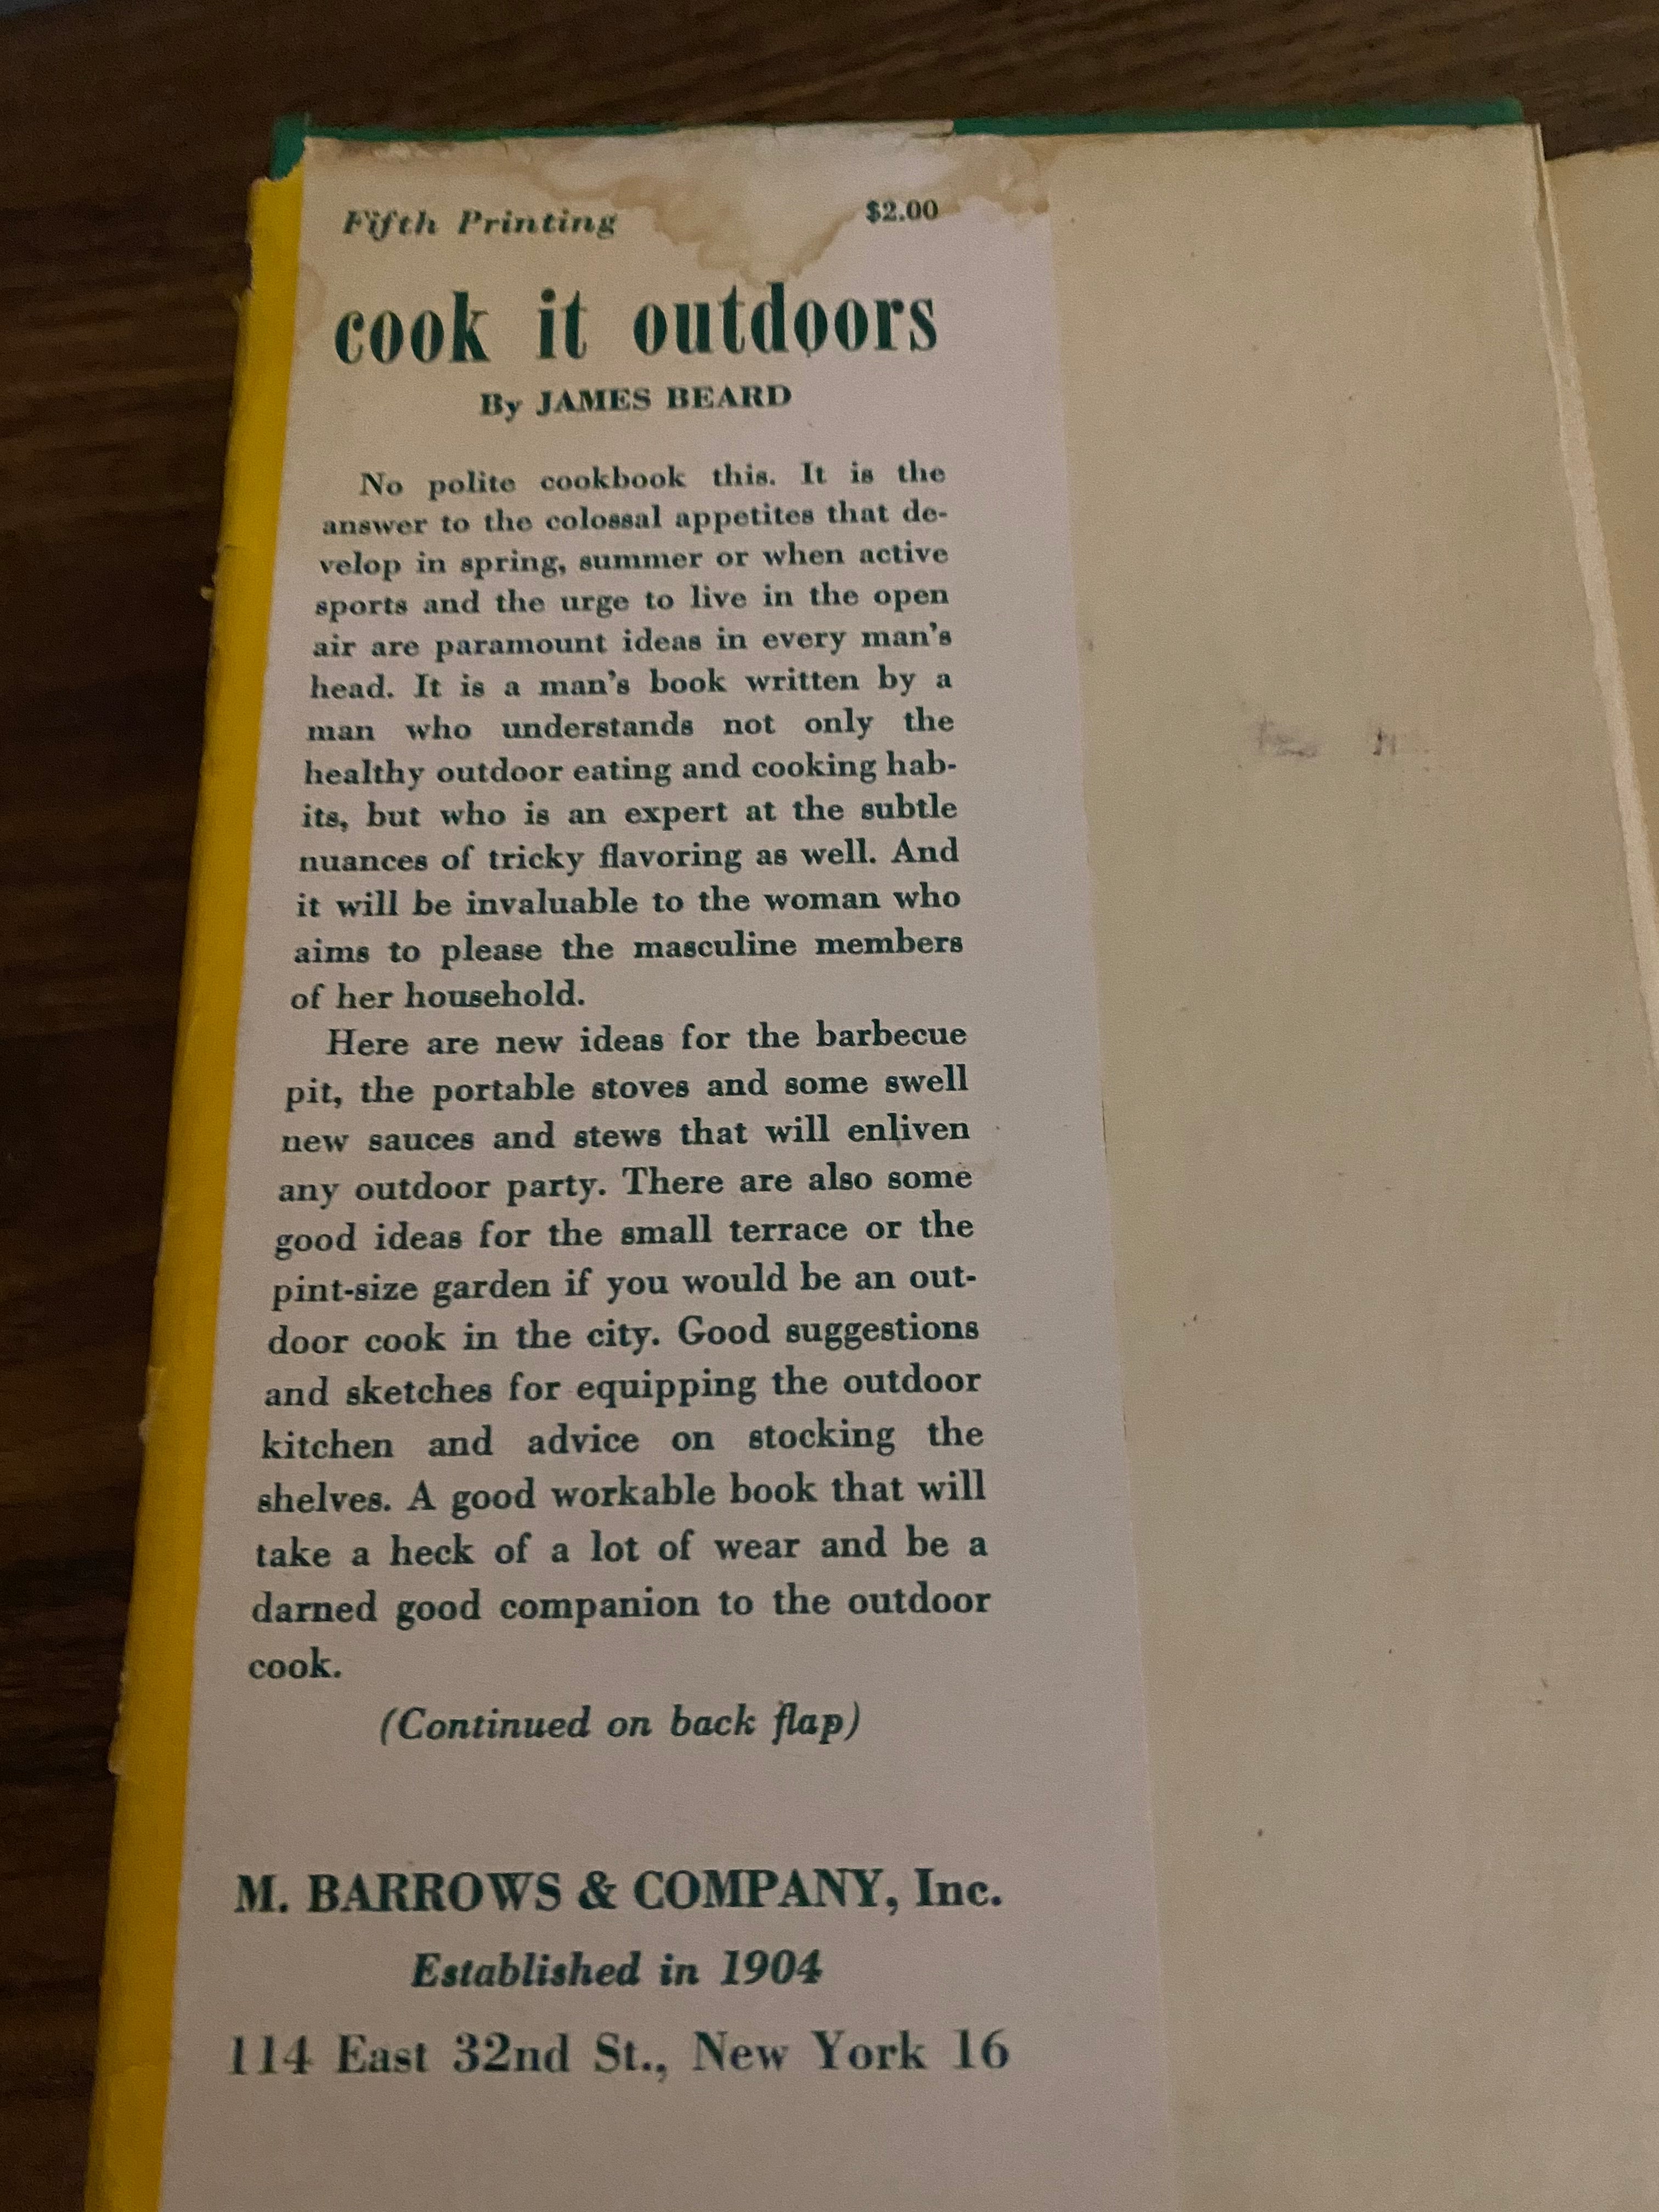 Fifth Printing $2.00
cook it outdoors
By JAMES BEARD
No polite cookbook this. It is the
answer to the colossal appetites that de-
velop in spring, summer or when active
sports and the urge to live in the open
air are paramount ideas in every man's
head. It is a man's book written by a
man who understands not only the
healthy outdoor eating and cooking hab-
its, but who is an expert at the subtle
nuances of tricky flavoring as well. And
it will be invaluable to the woman who
aims to please the masculine members
of her household.
Here are new ideas for the barbecue
pit, the portable stoves and some swell
new sauces and stews that will enliven
any outdoor party. There are also some
good ideas for the small terrace or the
pint-size garden if you would be an out-
door cook in the city. Good suggestions
and sketches for equipping the outdoor
kitchen and advice on stocking the
shelves. A good workable book that will
take a heck of a lot of wear and be a
darned good companion to the outdoor
cook.
(Continued on back flap)
M. BARROWS & COMPANY, Inc.
Established in 1904
114 East 32nd St., New York 16